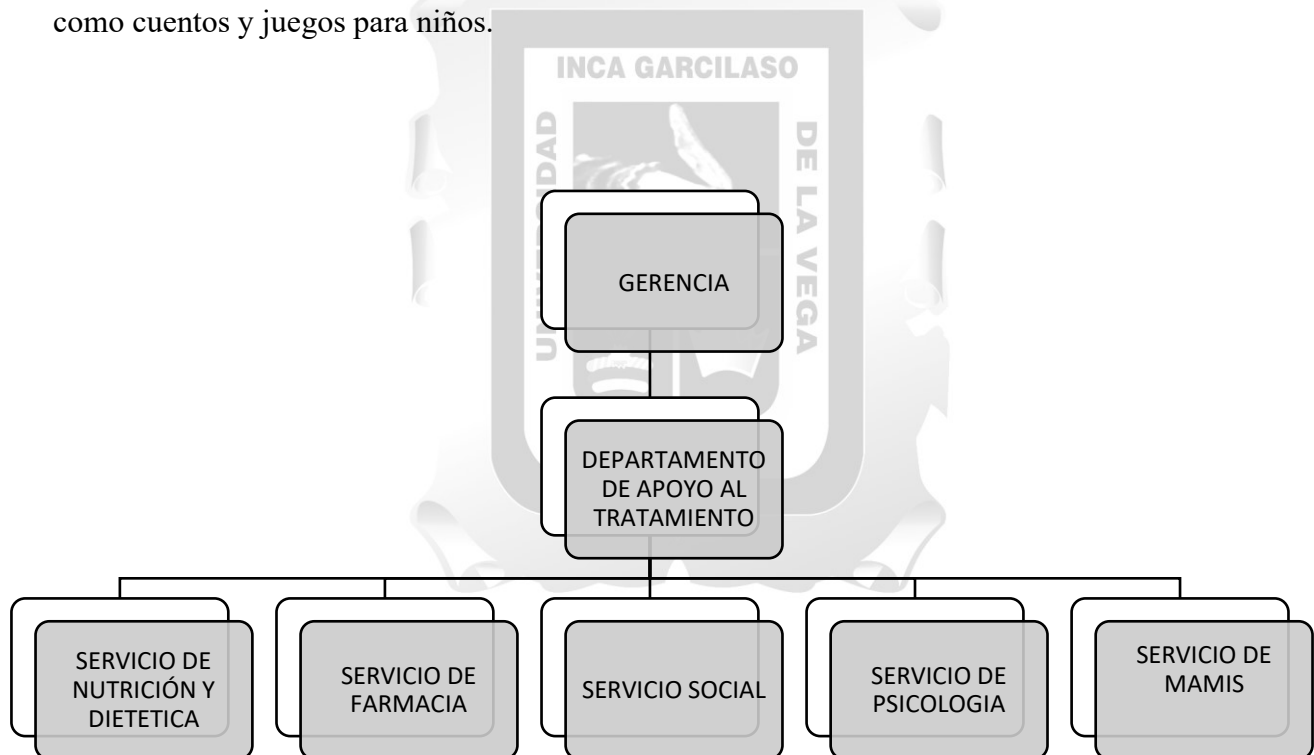 como cuentos y juegos para niños.
INCA GARCILASO
UNIVERSIDAD
DE LA VEGA
GERENCIA
DEPARTAMENTO
DE APOYO AL
TRATAMIENTO
SERVICIO DE
NUTRICIÓN Y
DIETETICA
SERVICIO DE
FARMACIA
SERVICIO SOCIAL
SERVICIO DE
PSICOLOGIA
SERVICIO DE
MAMIS